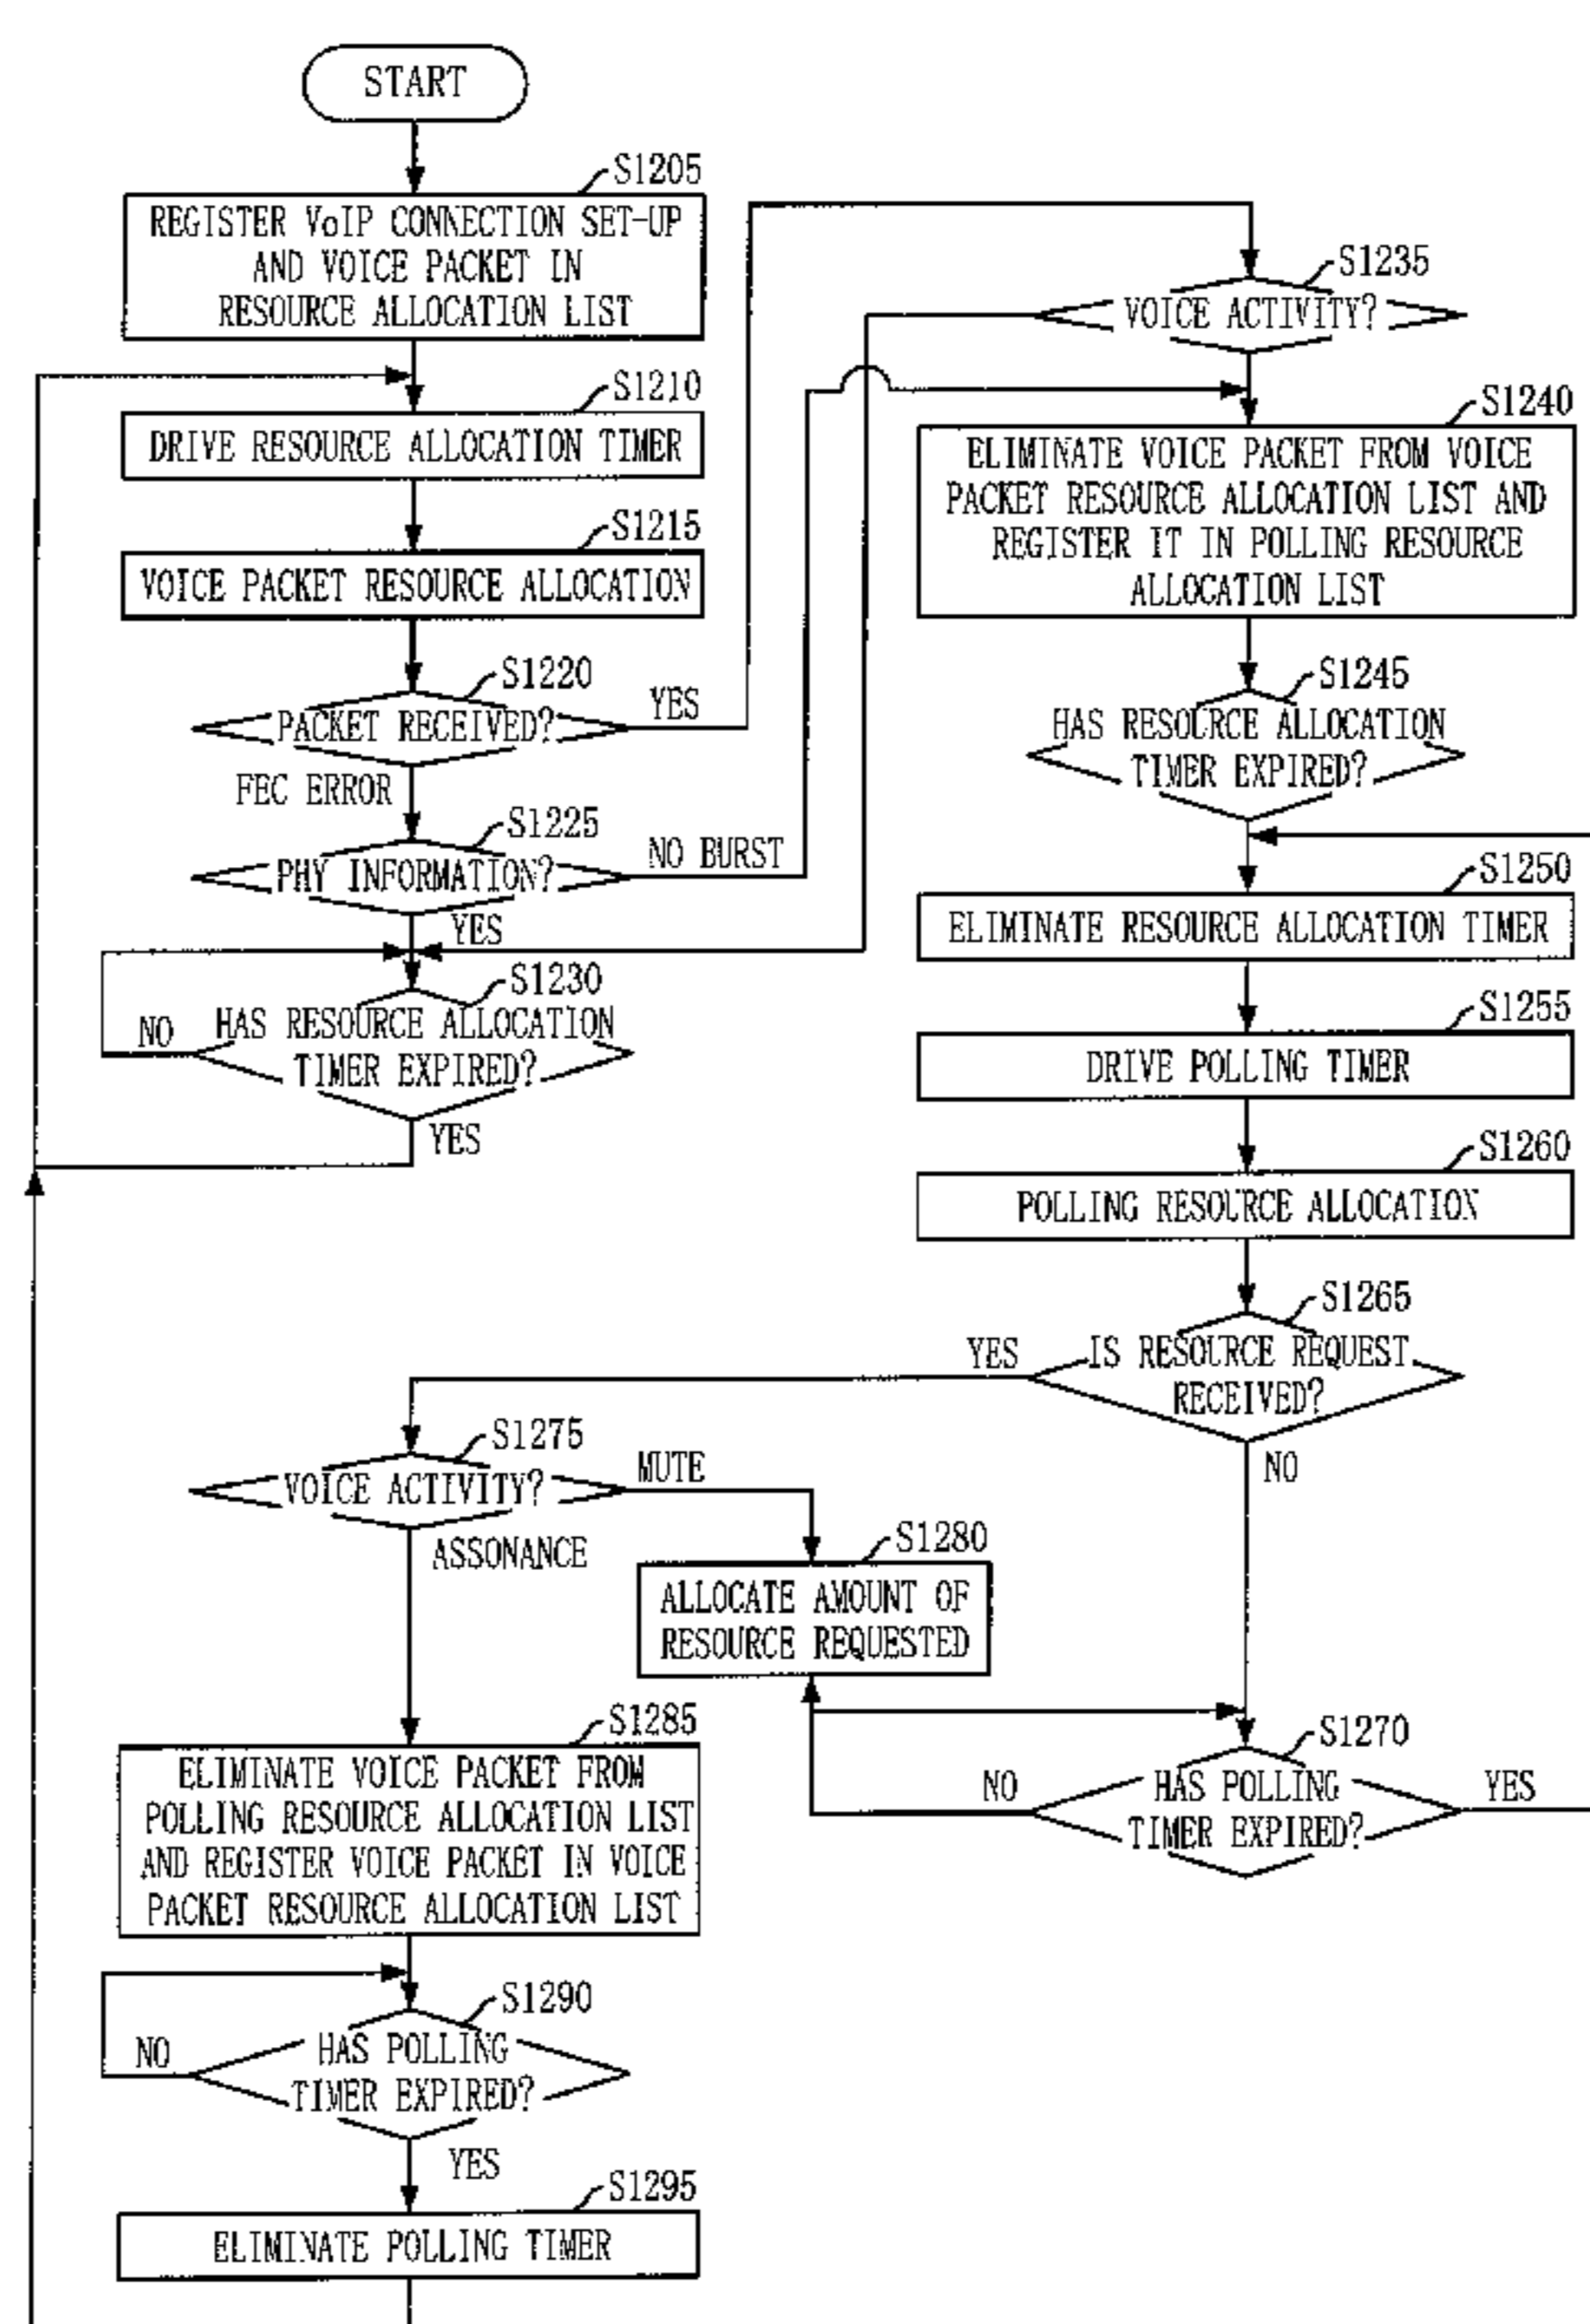 START
S1205
REGISTER VoIP CONNECTION SET-UP
AND VOICE PACKET IN
RESOURCE ALLOCATION LIST
S1210
DRIVE RESOURCE ALLOCATION TIMER
S1215
VOICE PACKET RESOURCE ALLOCATION
S1220
PACKET RECEIVED?
YES
FEC ERROR
S1225
PHY INFORMATION?
NO BURST
YES
S1230
HAS RESOURCE ALLOCATION
TIMER EXPIRED?
NO
YES
S1235
VOICE ACTIVITY?
S1240
ELIMINATE VOICE PACKET FROM VOICE
PACKET RESOURCE ALLOCATION LIST AND
REGISTER IT IN POLLING RESOURCE
ALLOCATION LIST
S1245
HAS RESOURCE ALLOCATION
TIMER EXPIRED?
S1250
ELIMINATE RESOURCE ALLOCATION TIMER
S1255
DRIVE POLLING TIMER
S1260
POLLING RESOURCE ALLOCATION
S1265
IS RESOURCE REQUEST
RECEIVED?
YES
NO
S1275
VOICE ACTIVITY?
MUTE
ASSONANCE
S1280
ALLOCATE AMOUNT OF
RESOURCE REQUESTED
S1270
HAS POLLING
TIMER EXPIRED?
NO
YES
S1285
ELIMINATE VOICE PACKET FROM
POLLING RESOURCE ALLOCATION LIST
AND REGISTER VOICE PACKET IN VOICE
PACKET RESOURCE ALLOCATION LIST
S1290
HAS POLLING
TIMER EXPIRED?
NO
YES
S1295
ELIMINATE POLLING TIMER